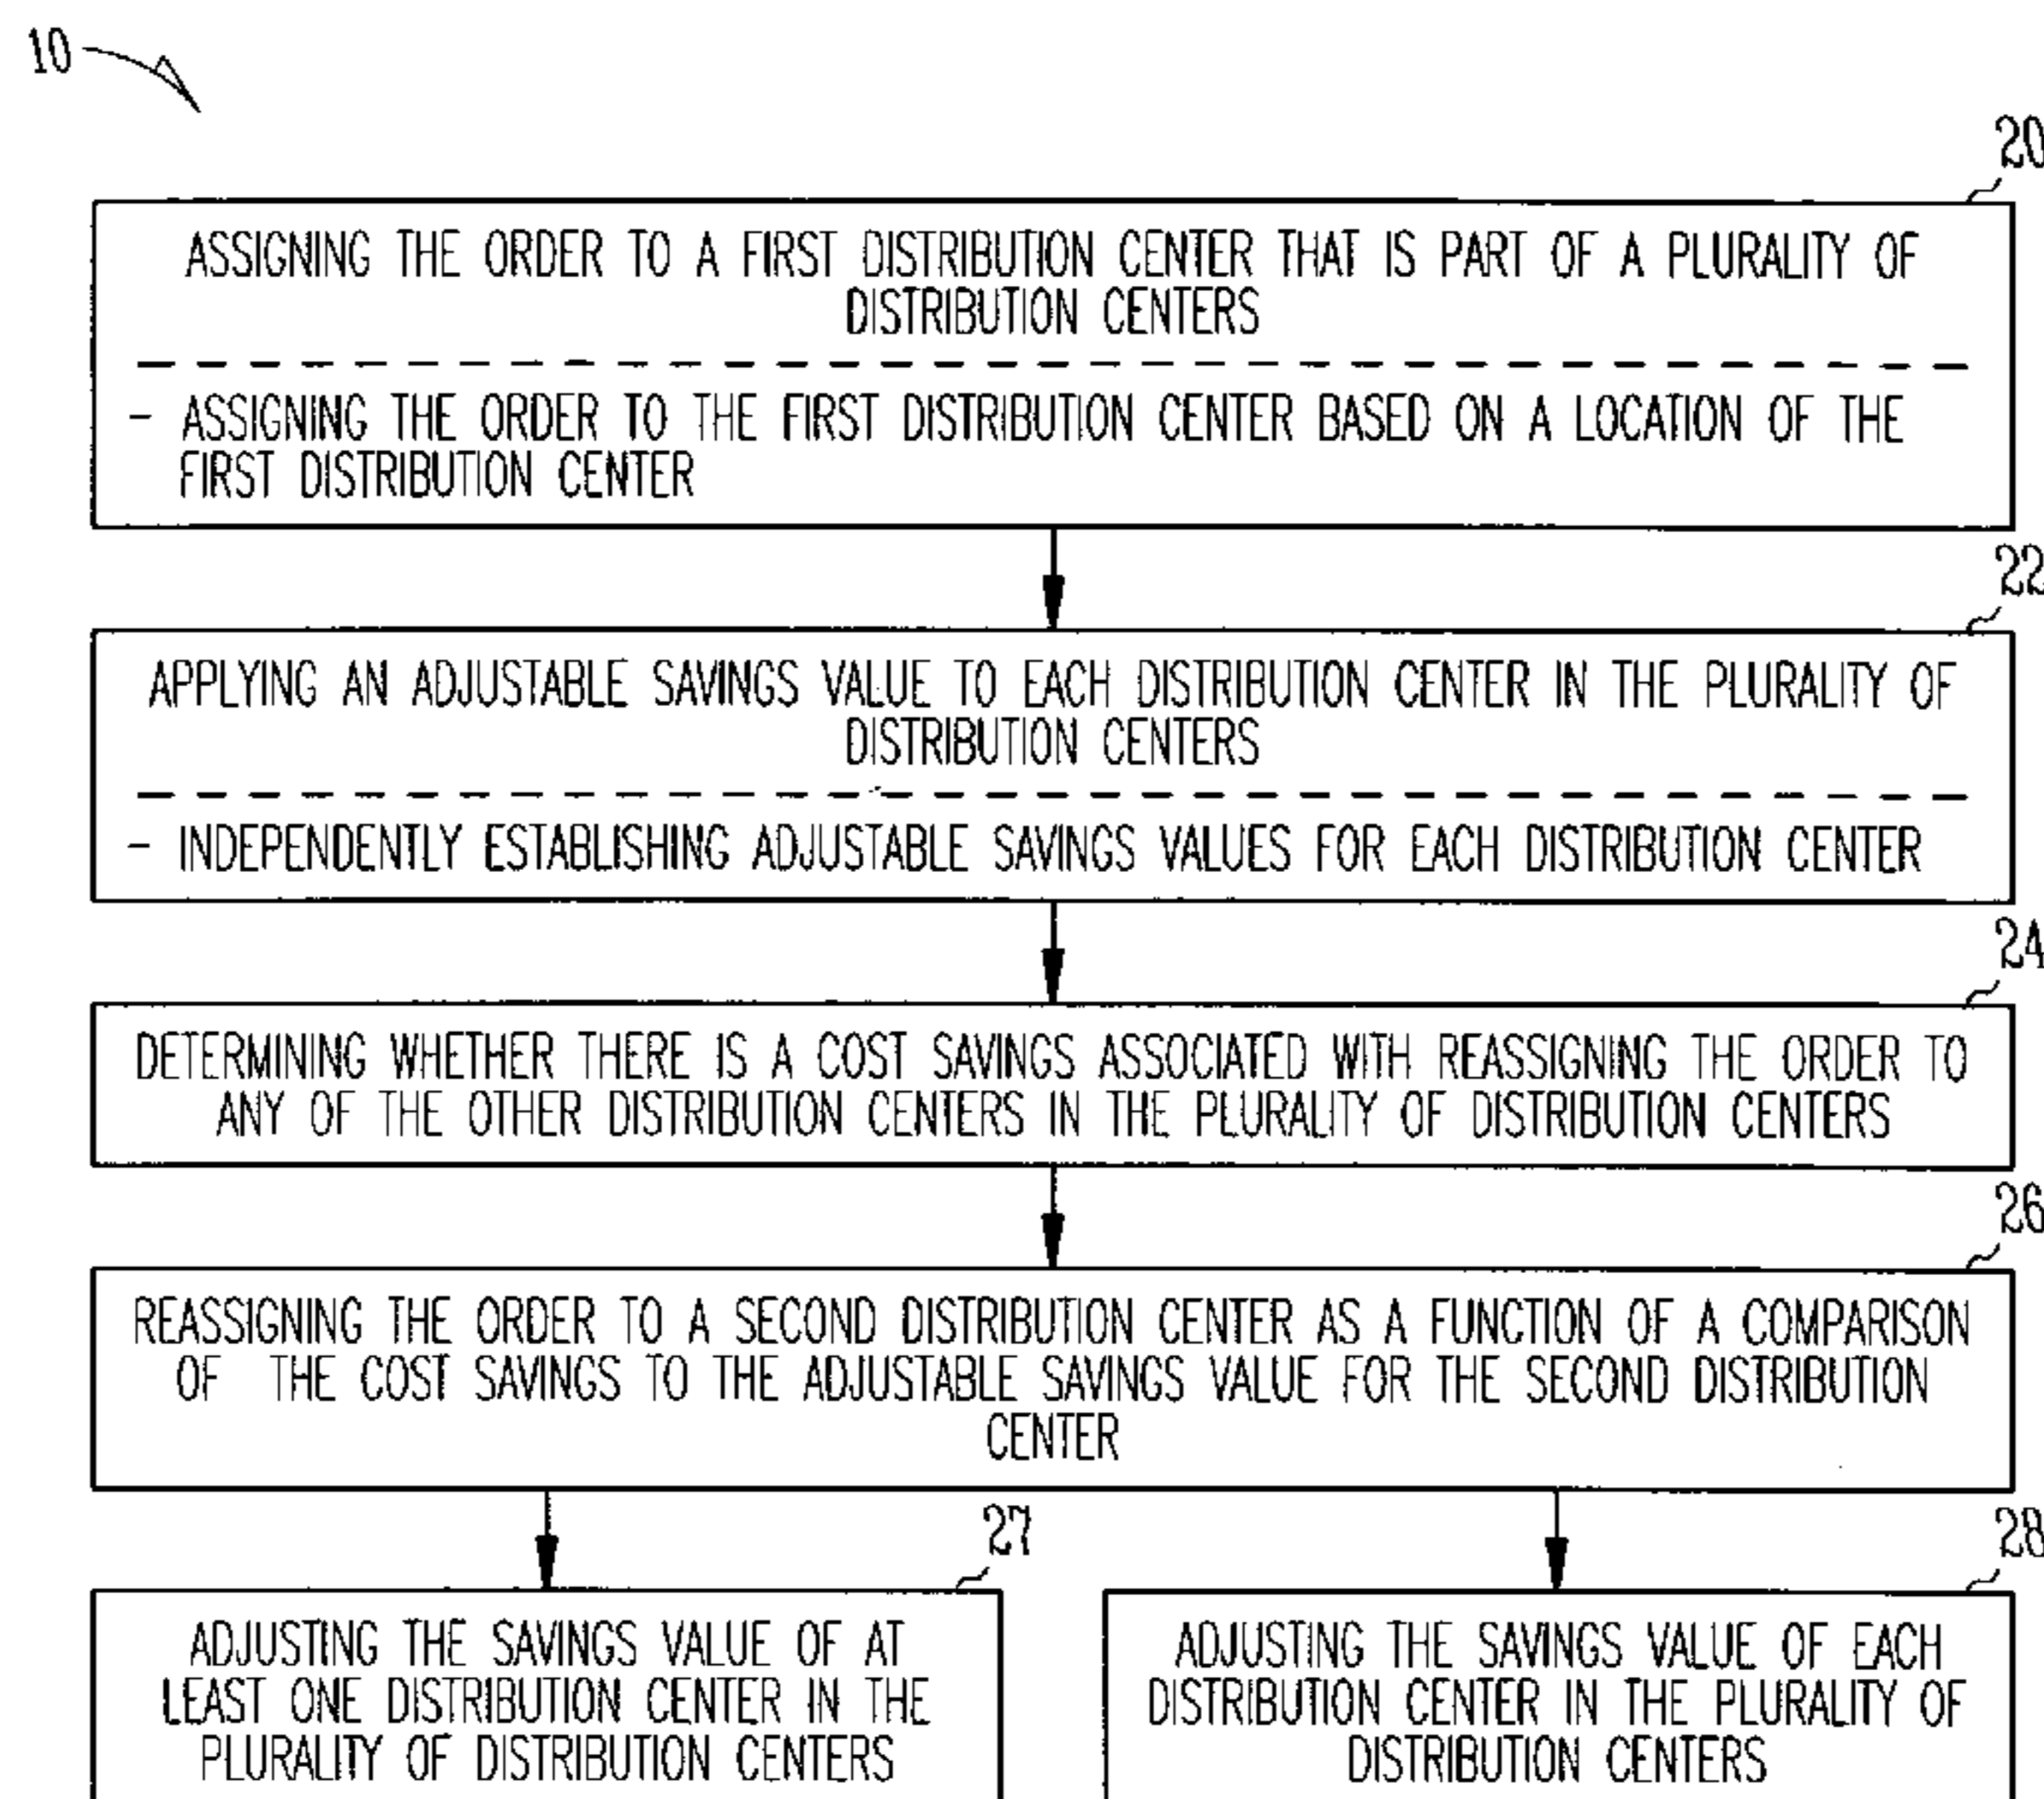 10
20
ASSIGNING THE ORDER TO A FIRST DISTRIBUTION CENTER THAT IS PART OF A PLURALITY OF
DISTRIBUTION CENTERS
- ASSIGNING THE ORDER TO THE FIRST DISTRIBUTION CENTER BASED ON A LOCATION OF THE
FIRST DISTRIBUTION CENTER
22
APPLYING AN ADJUSTABLE SAVINGS VALUE TO EACH DISTRIBUTION CENTER IN THE PLURALITY OF
DISTRIBUTION CENTERS
- INDEPENDENTLY ESTABLISHING ADJUSTABLE SAVINGS VALUES FOR EACH DISTRIBUTION CENTER
24
DETERMINING WHETHER THERE IS A COST SAVINGS ASSOCIATED WITH REASSIGNING THE ORDER TO
ANY OF THE OTHER DISTRIBUTION CENTERS IN THE PLURALITY OF DISTRIBUTION CENTERS
26
REASSIGNING THE ORDER TO A SECOND DISTRIBUTION CENTER AS A FUNCTION OF A COMPARISON
OF THE COST SAVINGS TO THE ADJUSTABLE SAVINGS VALUE FOR THE SECOND DISTRIBUTION
CENTER
27
ADJUSTING THE SAVINGS VALUE OF AT
LEAST ONE DISTRIBUTION CENTER IN THE
PLURALITY OF DISTRIBUTION CENTERS
28
ADJUSTING THE SAVINGS VALUE OF EACH
DISTRIBUTION CENTER IN THE PLURALITY OF
DISTRIBUTION CENTERS